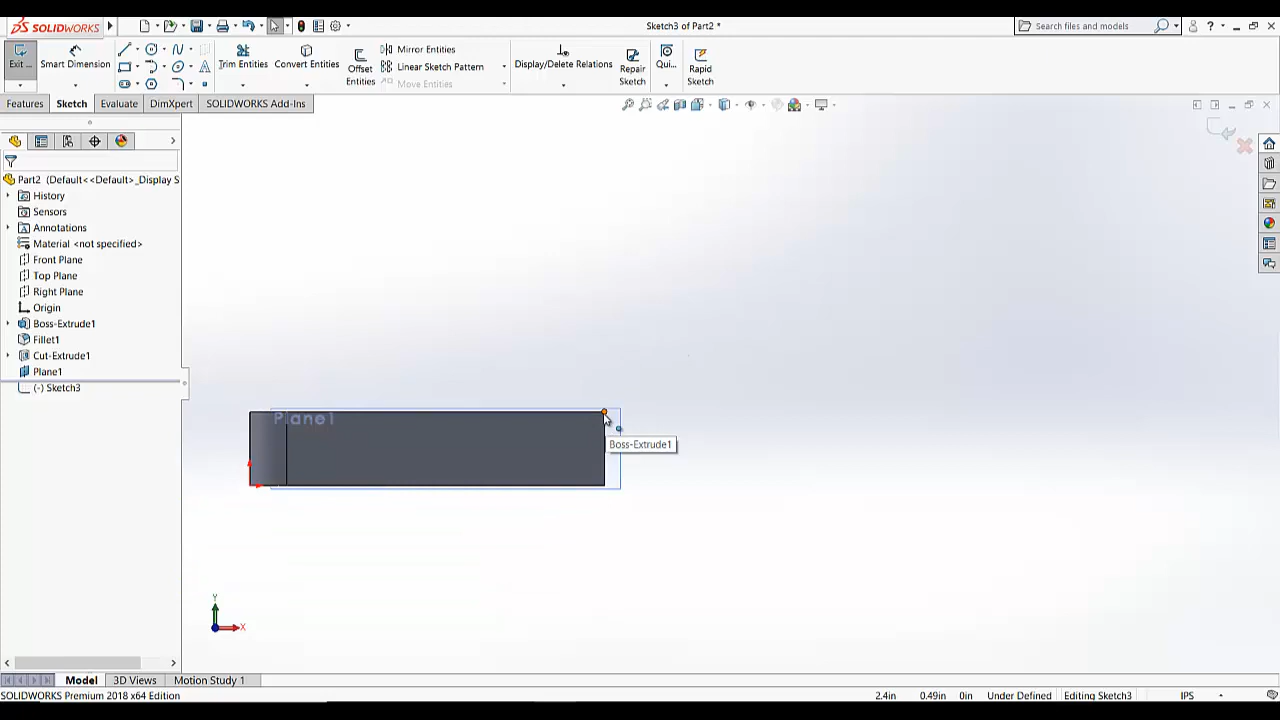 SOLIDWORKS
Sketch3 of Part2 *
Search files and models
?
Exit ...
Smart Dimension
Trim Entities
Convert Entities
Offset Entities
Mirror Entities
Linear Sketch Pattern
Move Entities
Display/Delete Relations
Repair Sketch
Qui...
Rapid Sketch
Features
Sketch
Evaluate
DimXpert
SOLIDWORKS Add-Ins
Part2 (Default<<Default>_Display S
History
Sensors
Annotations
Material <not specified>
Front Plane
Top Plane
Right Plane
Origin
Boss-Extrude1
Fillet1
Cut-Extrude1
Plane1
(-) Sketch3
Plane1
Boss-Extrude1
Y
X
Model
3D Views
Motion Study 1
SOLIDWORKS Premium 2018 x64 Edition
2.4in
0.49in
0in
Under Defined
Editing Sketch3
IPS